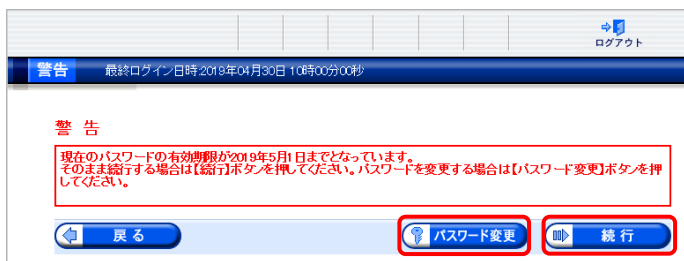 ログアウト
警告 最終ログイン日時:2019年04月30日 10時00分00秒
警 告
現在のパスワードの有効期限が2019年5月1日までとなっています。
そのまま続行する場合は【続行】ボタンを押してください。パスワードを変更する場合は【パスワード変更】ボタンを押
してください。
戻 る パスワード変更 続 行